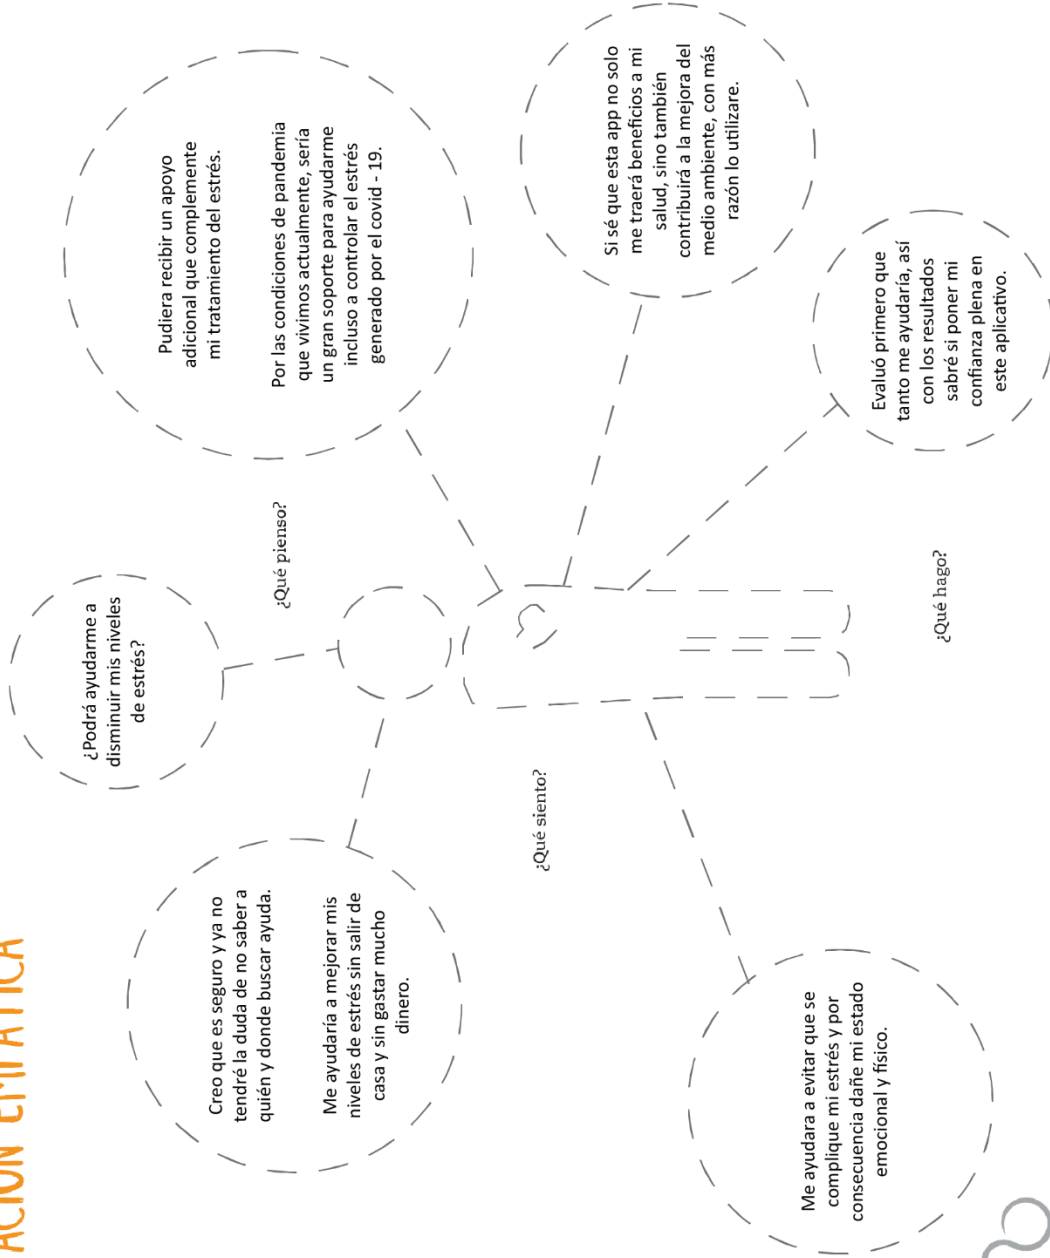 ACIÓN EMPÁTICA
¿Podrá ayudarme a
disminuir mis niveles
de estrés?
¿Qué pienso?
Pudiera recibir un apoyo
adicional que complemente
mi tratamiento del estrés.
Por las condiciones de pandemia
que vivimos actualmente, sería
un gran soporte para ayudarme
incluso a controlar el estrés
generado por el covid - 19.
Creo que es seguro y ya no
tendré la duda de no saber a
quién y donde buscar ayuda.
Me ayudaría a mejorar mis
niveles de estrés sin salir de
casa y sin gastar mucho
dinero.
¿Qué siento?
Si sé que esta app no solo
me traerá beneficios a mi
salud, sino también
contribuirá a la mejora del
medio ambiente, con más
razón lo utilizare.
Me ayudara a evitar que se
complique mi estrés y por
consecuencia dañe mi estado
emocional y físico.
¿Qué hago?
Evaluó primero que
tanto me ayudaría, así
con los resultados
sabré si poner mi
confianza plena en
este aplicativo.